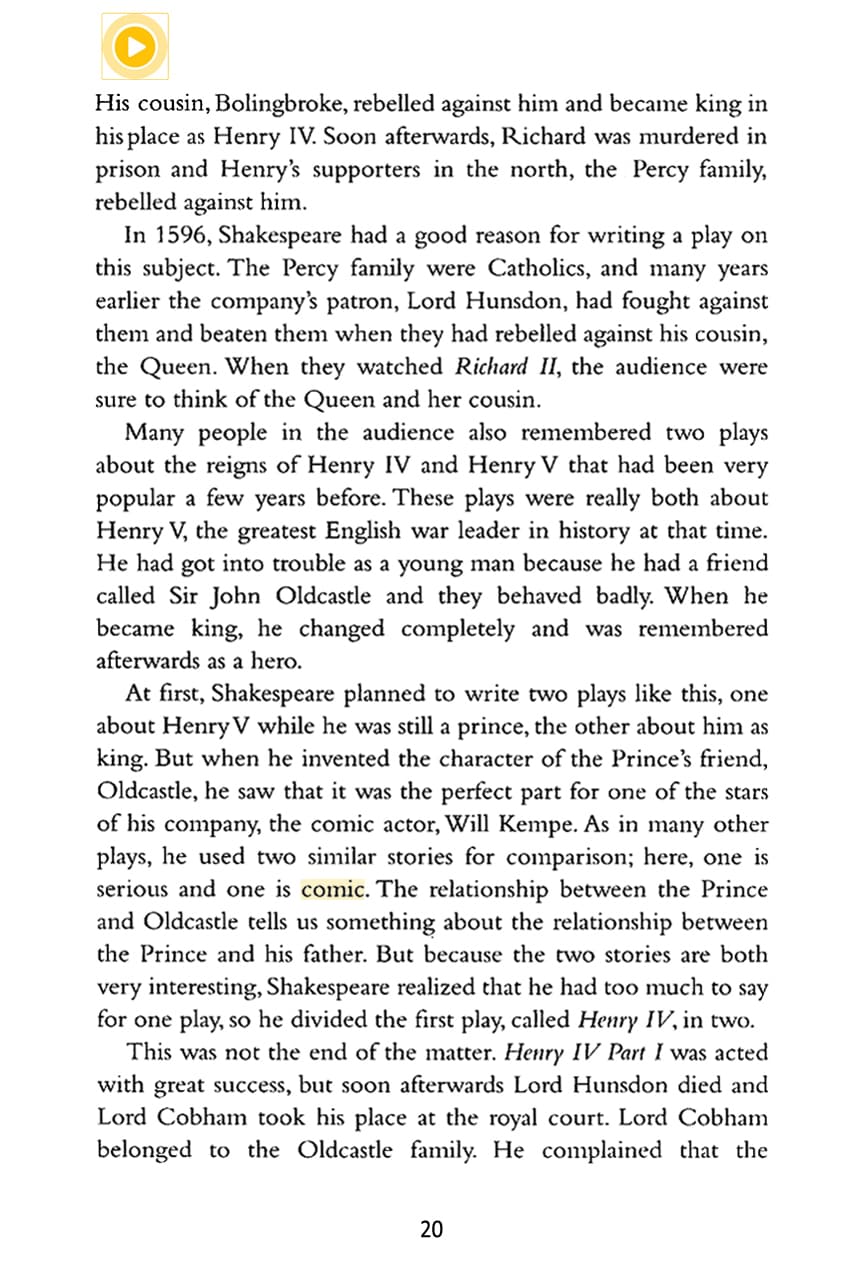 His cousin, Bolingbroke, rebelled against him and became king in
his place as Henry IV. Soon afterwards, Richard was murdered in
prison and Henry's supporters in the north, the Percy family,
rebelled against him.
In 1596, Shakespeare had a good reason for writing a play on
this subject. The Percy family were Catholics, and many years
earlier the company's patron, Lord Hunsdon, had fought against
them and beaten them when they had rebelled against his cousin,
the Queen. When they watched Richard II, the audience were
sure to think of the Queen and her cousin.
Many people in the audience also remembered two plays
about the reigns of Henry IV and Henry V that had been very
popular a few years before. These plays were really both about
Henry V, the greatest English war leader in history at that time.
He had got into trouble as a young man because he had a friend
called Sir John Oldcastle and they behaved badly. When he
became king, he changed completely and was remembered
afterwards as a hero.
At first, Shakespeare planned to write two plays like this, one
about Henry V while he was still a prince, the other about him as
king. But when he invented the character of the Prince's friend,
Oldcastle, he saw that it was the perfect part for one of the stars
of his company, the comic actor, Will Kempe. As in many other
plays, he used two similar stories for comparison; here, one is
serious and one is comic. The relationship between the Prince
and Oldcastle tells us something about the relationship between
the Prince and his father. But because the two stories are both
very interesting, Shakespeare realized that he had too much to say
for one play, so he divided the first play, called Henry IV, in two.
This was not the end of the matter. Henry IV Part I was acted
with great success, but soon afterwards Lord Hunsdon died and
Lord Cobham took his place at the royal court. Lord Cobham
belonged to the Oldcastle family. He complained that the
20